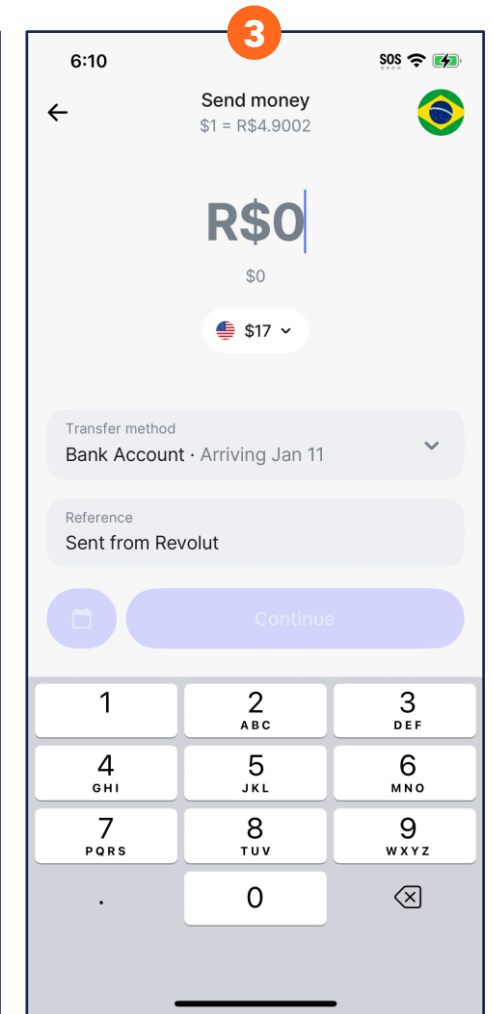 3
6:10
SOS
Send money
$1 = R$4.9002
R$0
$0
$17
Transfer method
Bank Account · Arriving Jan 11
Reference
Sent from Revolut
Continue
1 2 3
ABC DEF
4 5 6
GHI JKL MNO
7 8 9
PQRS TUV WXYZ
. 0